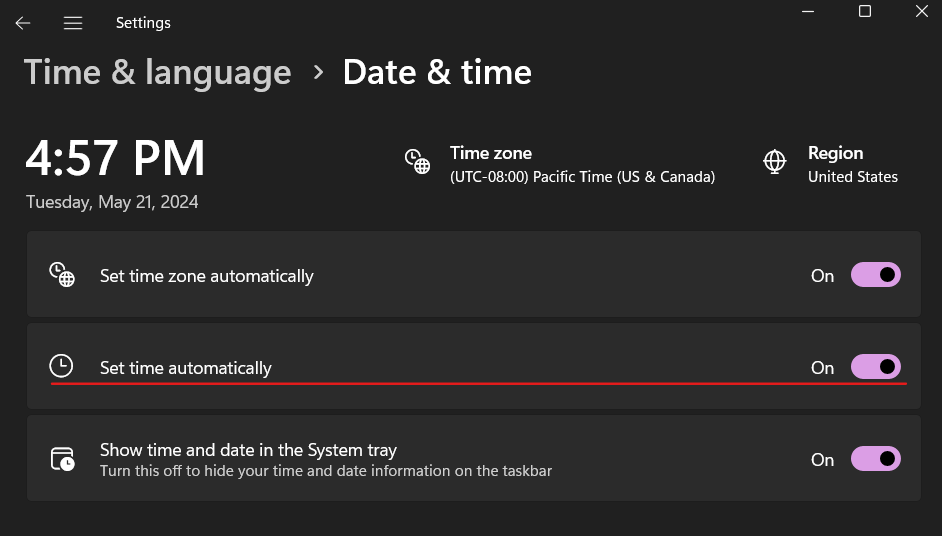 Settings
Time & language > Date & time
4:57 PM
Tuesday, May 21, 2024
Time zone
(UTC-08:00) Pacific Time (US & Canada)
Region
United States
Set time zone automatically
On
Set time automatically
On
Show time and date in the System tray
Turn this off to hide your time and date information on the taskbar
On